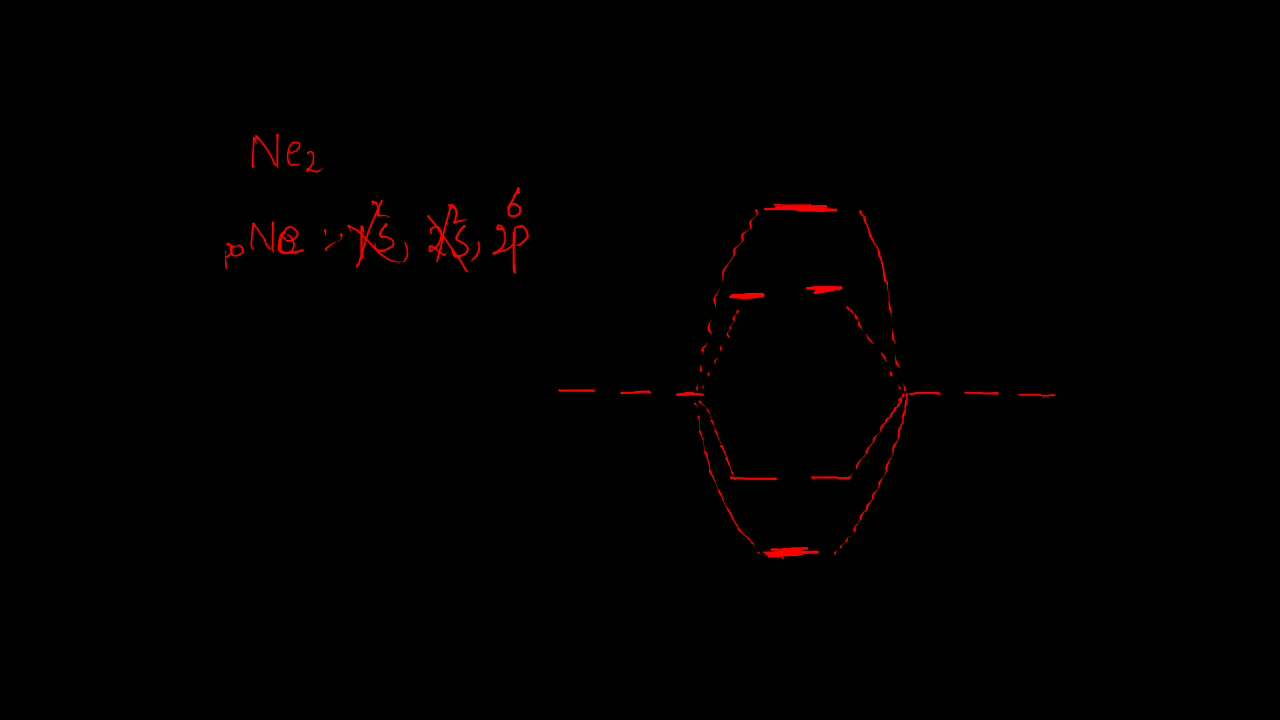 Ne₂
₁₀Ne : 1s², 2s², 2p⁶